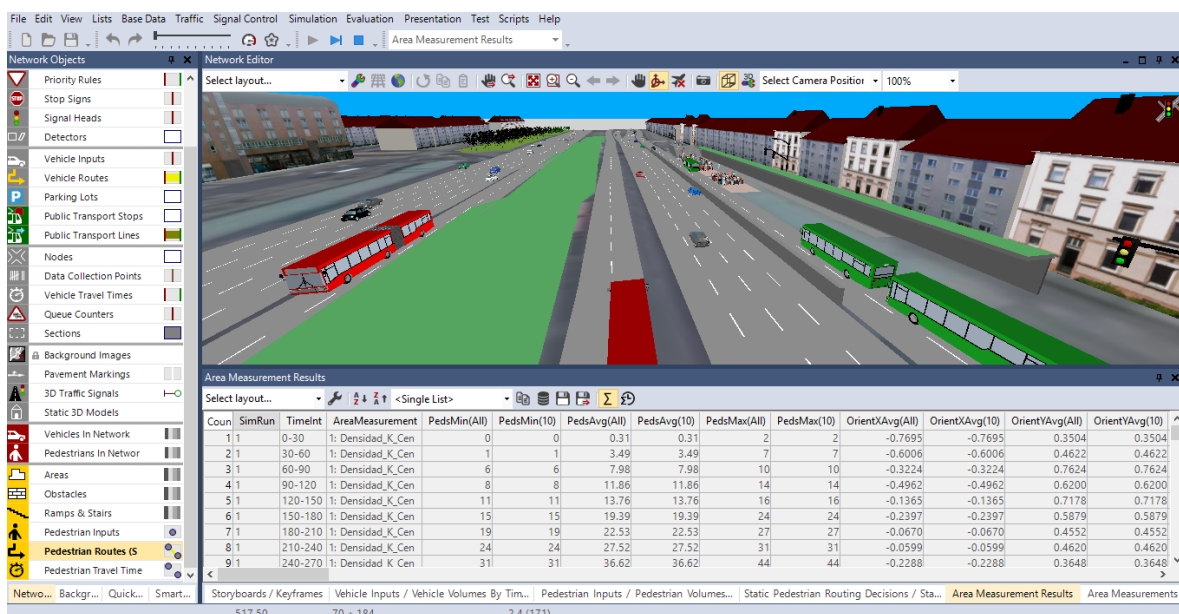 File Edit View Lists Base Data Traffic Signal Control Simulation Evaluation Presentation Test Scripts Help
Area Measurement Results
Network Objects
Network Editor
Select layout...
Select Camera Position
100%
Priority Rules
Stop Signs
Signal Heads
Detectors
Vehicle Inputs
Vehicle Routes
Parking Lots
Public Transport Stops
Public Transport Lines
Nodes
Data Collection Points
Vehicle Travel Times
Queue Counters
Sections
Background Images
Pavement Markings
3D Traffic Signals
Static 3D Models
Vehicles In Network
Pedestrians In Networ
Areas
Obstacles
Ramps & Stairs
Pedestrian Inputs
Pedestrian Routes (S
Pedestrian Travel Time
Netwo... Backgr... Quick... Smart...
Area Measurement Results
Select layout...
<Single List>
Coun SimRun TimeInt AreaMeasurement PedsMin(All) PedsMin(10) PedsAvg(All) PedsAvg(10) PedsMax(All) PedsMax(10) OrientXAvg(All) OrientXAvg(10) OrientYAvg(All) OrientYAvg(10)
1 1 0-30 1: Densidad_K_Cen 0 0 0.31 0.31 2 2 -0.7695 -0.7695 0.3504 0.3504
2 1 30-60 1: Densidad_K_Cen 1 1 3.49 3.49 7 7 -0.6006 -0.6006 0.4622 0.4622
3 1 60-90 1: Densidad_K_Cen 6 6 7.98 7.98 10 10 -0.3224 -0.3224 0.7624 0.7624
4 1 90-120 1: Densidad_K_Cen 8 8 11.86 11.86 14 14 -0.4962 -0.4962 0.6200 0.6200
5 1 120-150 1: Densidad_K_Cen 11 11 13.76 13.76 16 16 -0.1365 -0.1365 0.7178 0.7178
6 1 150-180 1: Densidad_K_Cen 15 15 19.39 19.39 24 24 -0.2397 -0.2397 0.5879 0.5879
7 1 180-210 1: Densidad_K_Cen 19 19 22.53 22.53 27 27 -0.0670 -0.0670 0.4552 0.4552
8 1 210-240 1: Densidad_K_Cen 24 24 27.52 27.52 31 31 -0.0599 -0.0599 0.4620 0.4620
9 1 240-270 1: Densidad_K_Cen 31 31 36.62 36.62 44 44 -0.2288 -0.2288 0.3648 0.3648
Storyboards / Keyframes Vehicle Inputs / Vehicle Volumes By Tim... Pedestrian Inputs / Pedestrian Volumes... Static Pedestrian Routing Decisions / Sta... Area Measurement Results Area Measurements